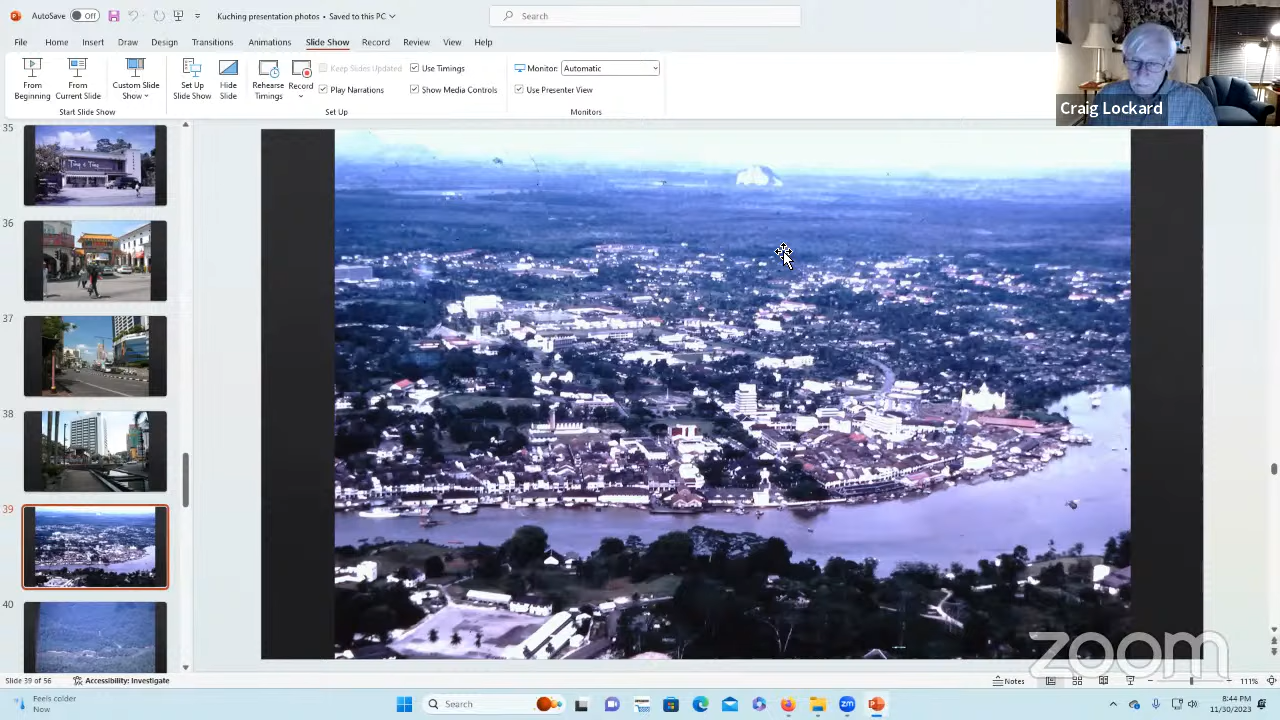 AutoSave Off Kuching presentation photos • Saved to this PC Search
File Home Insert Draw Design Transitions Animations Slide Show Record Review View Help
From Beginning
From Current Slide
Custom Slide Show
Set Up Slide Show
Hide Slide
Rehearse Timings
Record
Keep Slides Updated
Play Narrations
Use Timings
Show Media Controls
Monitor: Automatic
Use Presenter View
Start Slide Show Set Up Monitors
Craig Lockard
35
36
37
38
39
40
zoom
Slide 39 of 56 Accessibility: Investigate Notes 111%
Feels colder
Now
Search
zm
8:44 PM
11/30/2023